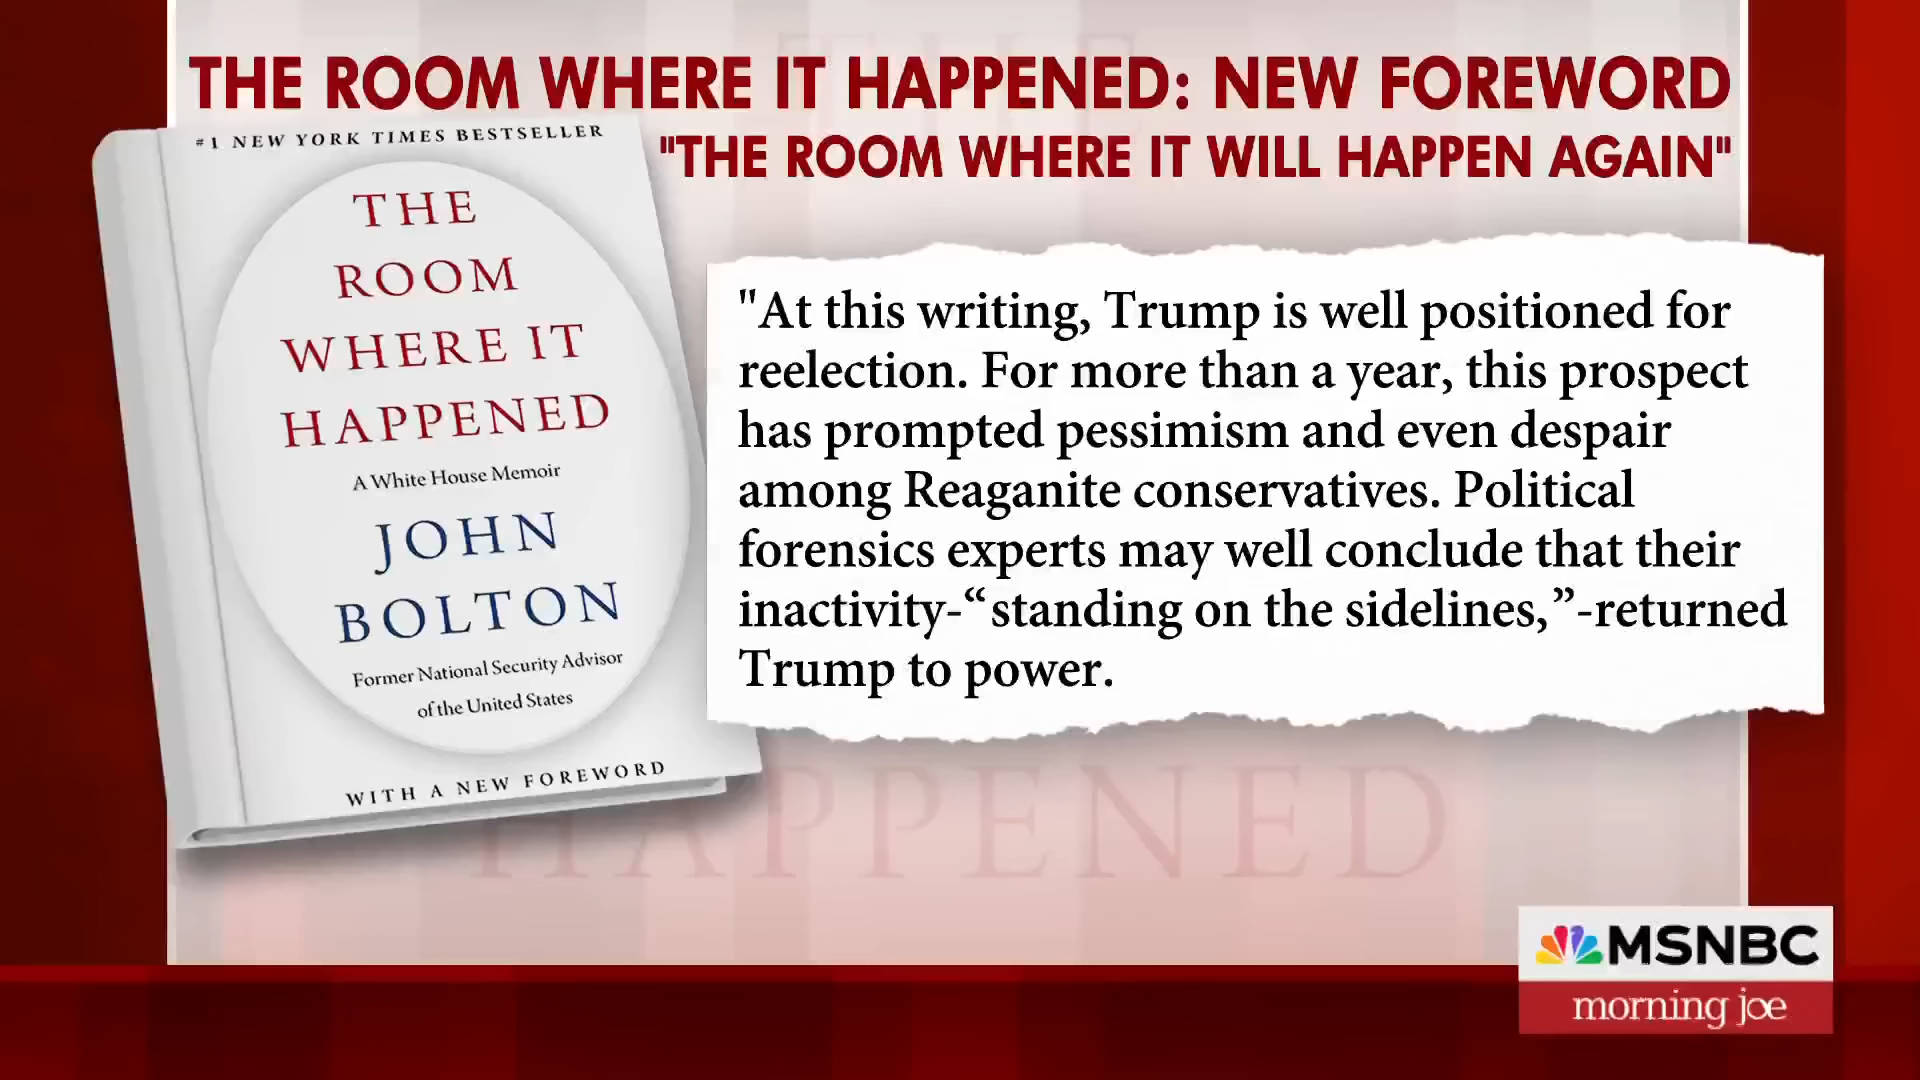 THE ROOM WHERE IT HAPPENED: NEW FOREWORD
"THE ROOM WHERE IT WILL HAPPEN AGAIN"
#1 NEW YORK TIMES BESTSELLER
THE
ROOM
WHERE IT
HAPPENED
A White House Memoir
JOHN
BOLTON
Former National Security Advisor
of the United States
WITH A NEW FOREWORD
"At this writing, Trump is well positioned for
reelection. For more than a year, this prospect
has prompted pessimism and even despair
among Reaganite conservatives. Political
forensics experts may well conclude that their
inactivity-“standing on the sidelines,”-returned
Trump to power.
THE
HAPPENED
MSNBC
morning joe